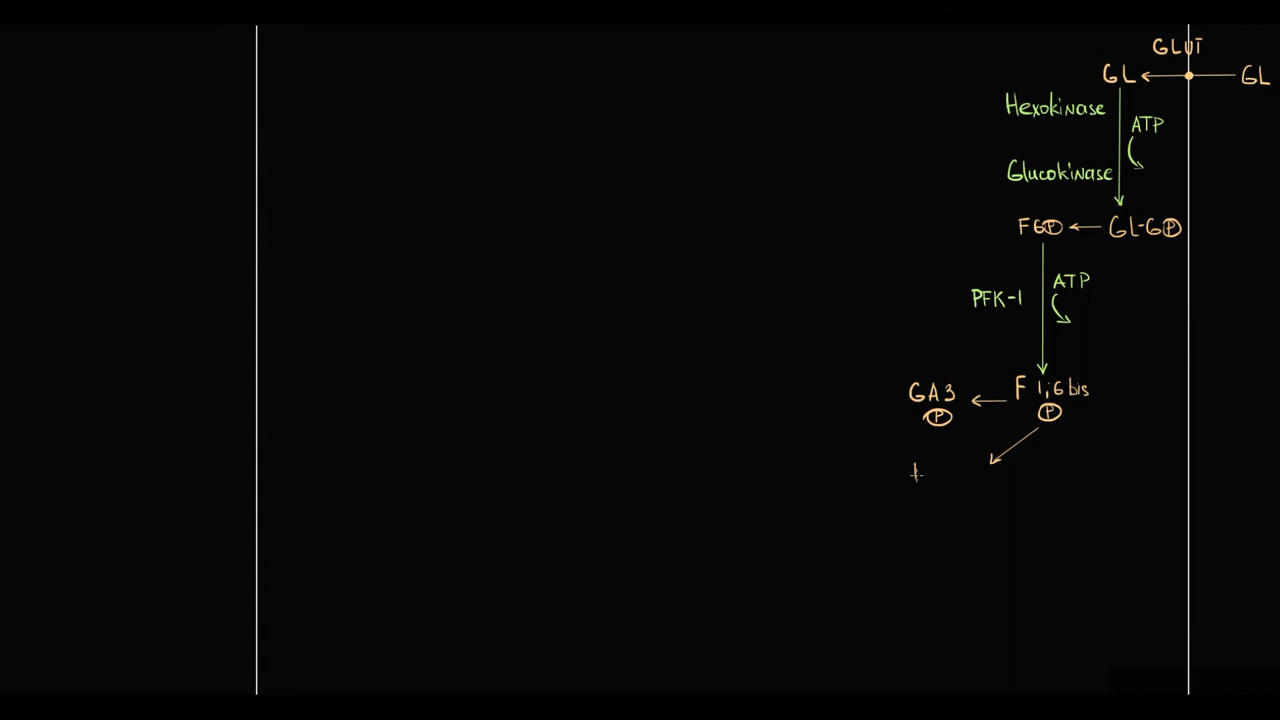 GLUT
GL GL
Hexokinase
ATP
Glucokinase
F6P GL-6P
ATP
PFK-1
GA3 F 1,6 bis
P P